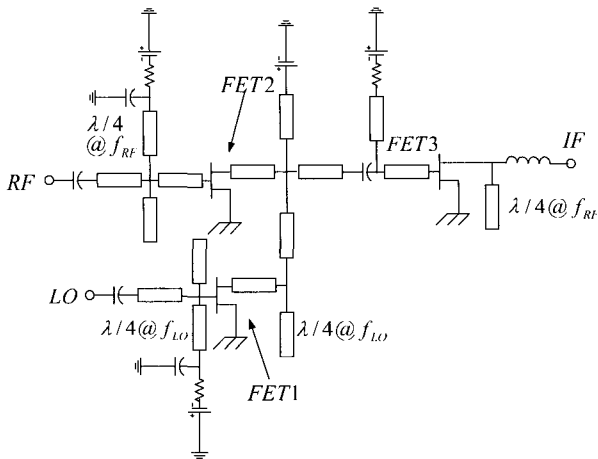 FET2
λ/4
@ f_RF
FET3
IF
RF
λ/4@ f_RF
LO
λ/4@ f_LO
λ/4@ f_LO
FET1